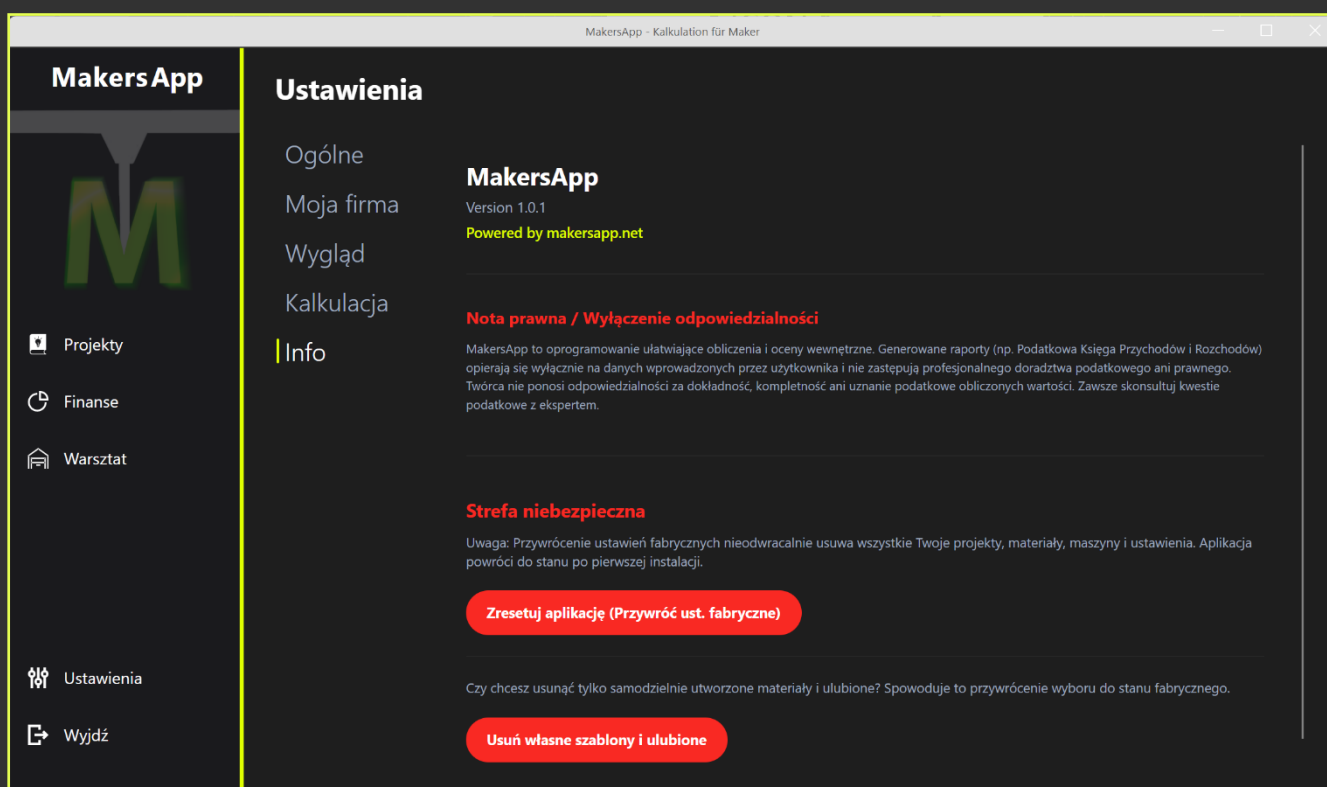 MakersApp - Kalkulation für Maker
MakersApp
Ustawienia
Ogólne
Moja firma
Wygląd
Kalkulacja
Info
Projekty
Finanse
Warsztat
Ustawienia
Wyjdź
MakersApp
Version 1.0.1
Powered by makersapp.net
Nota prawna / Wyłączenie odpowiedzialności
MakersApp to oprogramowanie ułatwiające obliczenia i oceny wewnętrzne. Generowane raporty (np. Podatkowa Księga Przychodów i Rozchodów)
opierają się wyłącznie na danych wprowadzonych przez użytkownika i nie zastępują profesjonalnego doradztwa podatkowego ani prawnego.
Twórca nie ponosi odpowiedzialności za dokładność, kompletność ani uznanie podatkowe obliczonych wartości. Zawsze skonsultuj kwestie
podatkowe z ekspertem.
Strefa niebezpieczna
Uwaga: Przywrócenie ustawień fabrycznych nieodwracalnie usuwa wszystkie Twoje projekty, materiały, maszyny i ustawienia. Aplikacja
powróci do stanu po pierwszej instalacji.
Zresetuj aplikację (Przywróć ust. fabryczne)
Czy chcesz usunąć tylko samodzielnie utworzone materiały i ulubione? Spowoduje to przywrócenie wyboru do stanu fabrycznego.
Usuń własne szablony i ulubione